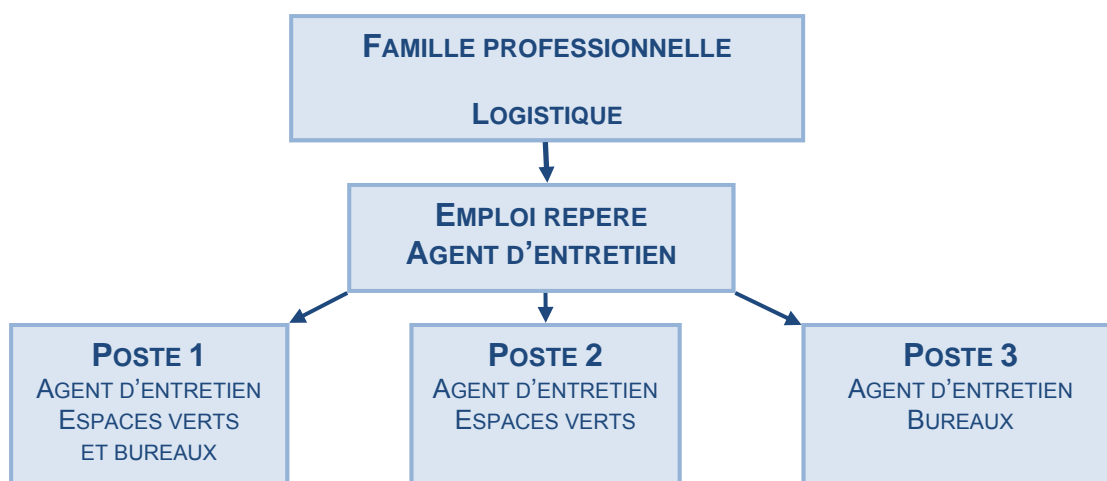 FAMILLE PROFESSIONNELLE
LOGISTIQUE
EMPLOI REPERE
AGENT D’ENTRETIEN
POSTE 1
AGENT D’ENTRETIEN
ESPACES VERTS
ET BUREAUX
POSTE 2
AGENT D’ENTRETIEN
ESPACES VERTS
POSTE 3
AGENT D’ENTRETIEN
BUREAUX